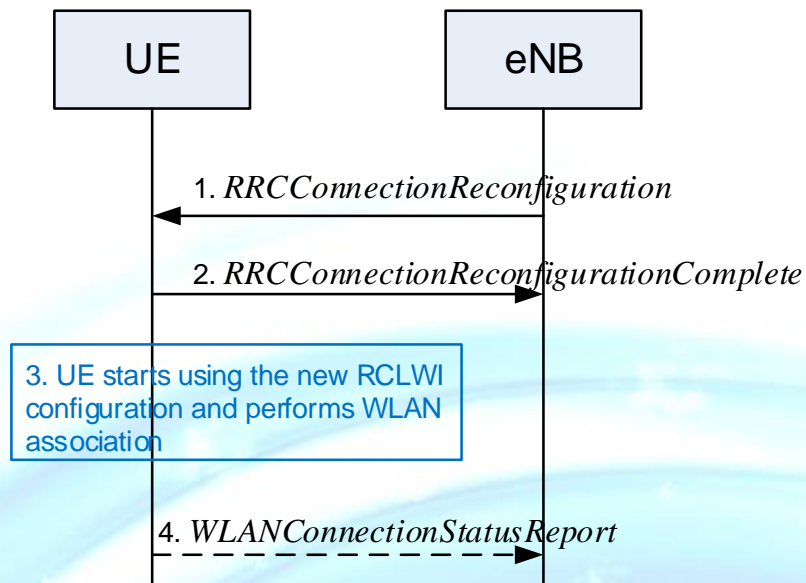 UE
eNB
1. RRCConnectionReconfiguration
2. RRCConnectionReconfigurationComplete
3. UE starts using the new RCLWI
configuration and performs WLAN
association
4. WLANConnectionStatusReport